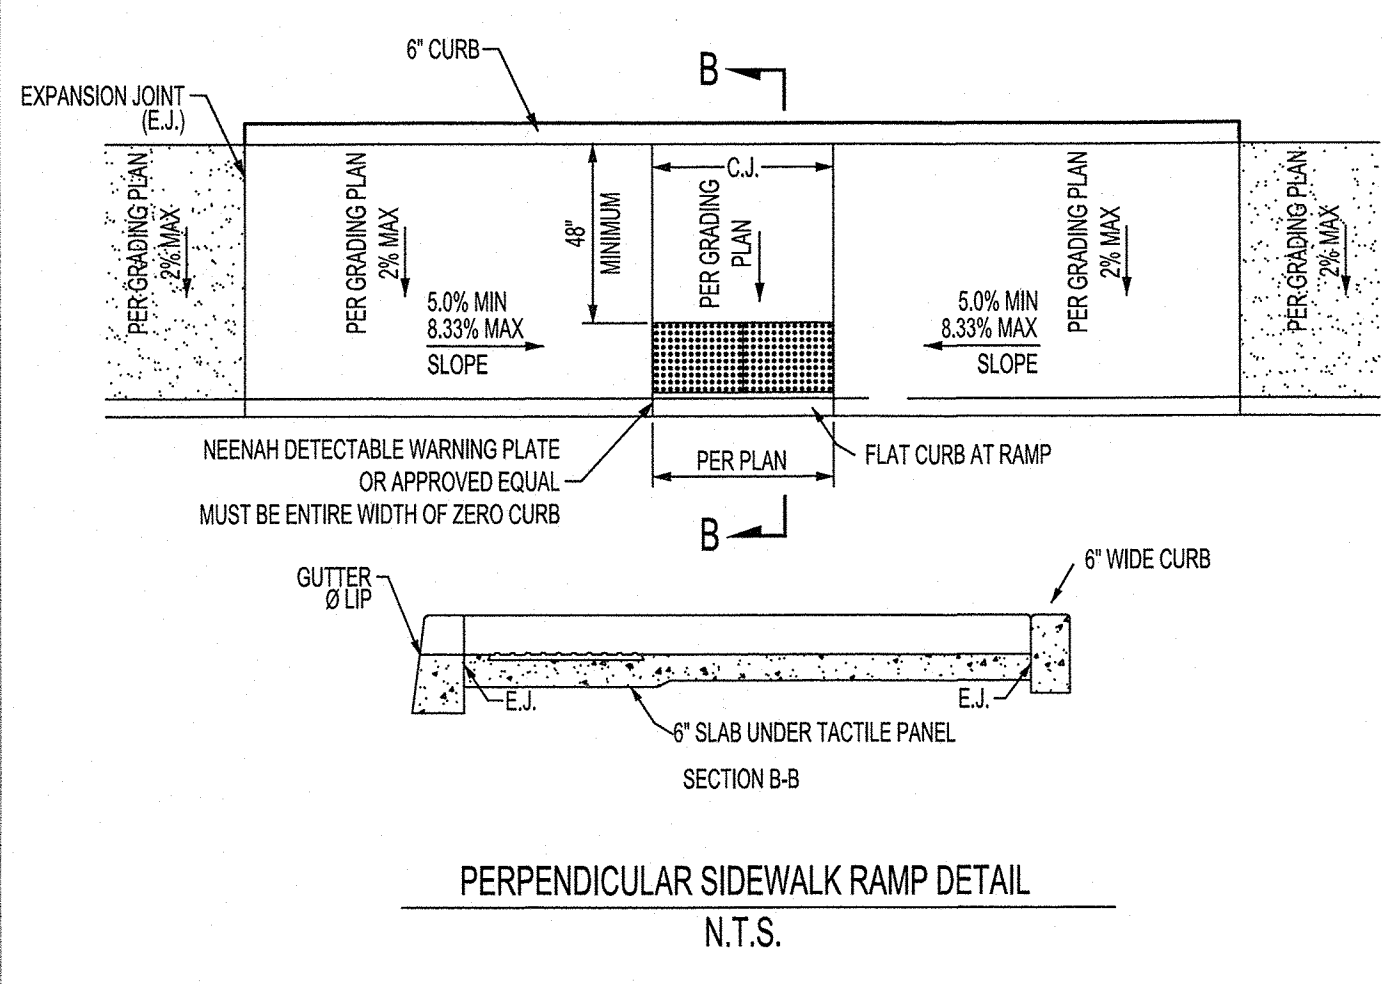 6" CURB
B
EXPANSION JOINT
(E.J.)
PER GRADING PLAN
2% MAX
PER GRADING PLAN
2% MAX
48"
MINIMUM
C.J.
PER GRADING
PLAN
PER GRADING PLAN
2% MAX
PER GRADING PLAN
2% MAX
5.0% MIN
8.33% MAX
SLOPE
5.0% MIN
8.33% MAX
SLOPE
NEENAH DETECTABLE WARNING PLATE
OR APPROVED EQUAL
MUST BE ENTIRE WIDTH OF ZERO CURB
PER PLAN
FLAT CURB AT RAMP
B
GUTTER
Ø LIP
6" WIDE CURB
E.J.
E.J.
6" SLAB UNDER TACTILE PANEL
SECTION B-B
PERPENDICULAR SIDEWALK RAMP DETAIL
N.T.S.